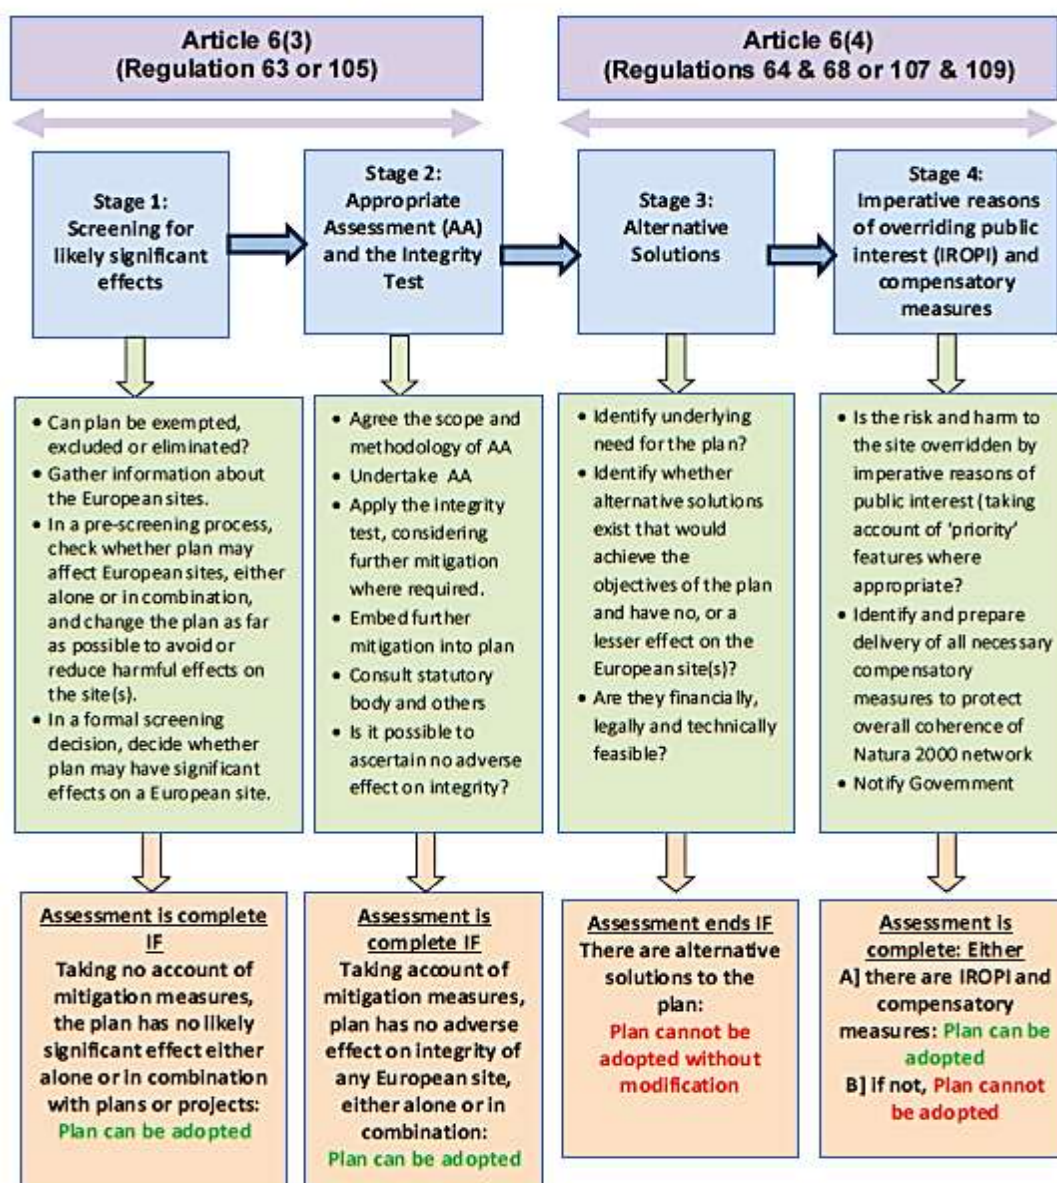 Article 6(3)
(Regulation 63 or 105)
Article 6(4)
(Regulations 64 & 68 or 107 & 109)
Stage 1:
Screening for
likely significant
effects
Stage 2:
Appropriate
Assessment (AA)
and the Integrity
Test
Stage 3:
Alternative
Solutions
Stage 4:
Imperative reasons
of overriding public
interest (IROPI) and
compensatory
measures
• Can plan be exempted,
excluded or eliminated?
• Gather information about
the European sites.
• In a pre-screening process,
check whether plan may
affect European sites, either
alone or in combination,
and change the plan as far
as possible to avoid or
reduce harmful effects on
the site(s).
• In a formal screening
decision, decide whether
plan may have significant
effects on a European site.
• Agree the scope and
methodology of AA
• Undertake AA
• Apply the integrity
test, considering
further mitigation
where required.
• Embed further
mitigation into plan
• Consult statutory
body and others
• Is it possible to
ascertain no adverse
effect on integrity?
• Identify underlying
need for the plan?
• Identify whether
alternative solutions
exist that would
achieve the
objectives of the plan
and have no, or a
lesser effect on the
European site(s)?
• Are they financially,
legally and technically
feasible?
• Is the risk and harm to
the site overridden by
imperative reasons of
public interest (taking
account of 'priority'
features where
appropriate?
• Identify and prepare
delivery of all necessary
compensatory
measures to protect
overall coherence of
Natura 2000 network
• Notify Government
Assessment is complete
IF
Taking no account of
mitigation measures,
the plan has no likely
significant effect either
alone or in combination
with plans or projects:
Plan can be adopted
Assessment is
complete IF
Taking account of
mitigation measures,
plan has no adverse
effect on integrity of
any European site,
either alone or in
combination:
Plan can be adopted
Assessment ends IF
There are alternative
solutions to the
plan:
Plan cannot be
adopted without
modification
Assessment is
complete: Either
A] there are IROPI and
compensatory
measures: Plan can be
adopted
B] if not, Plan cannot
be adopted